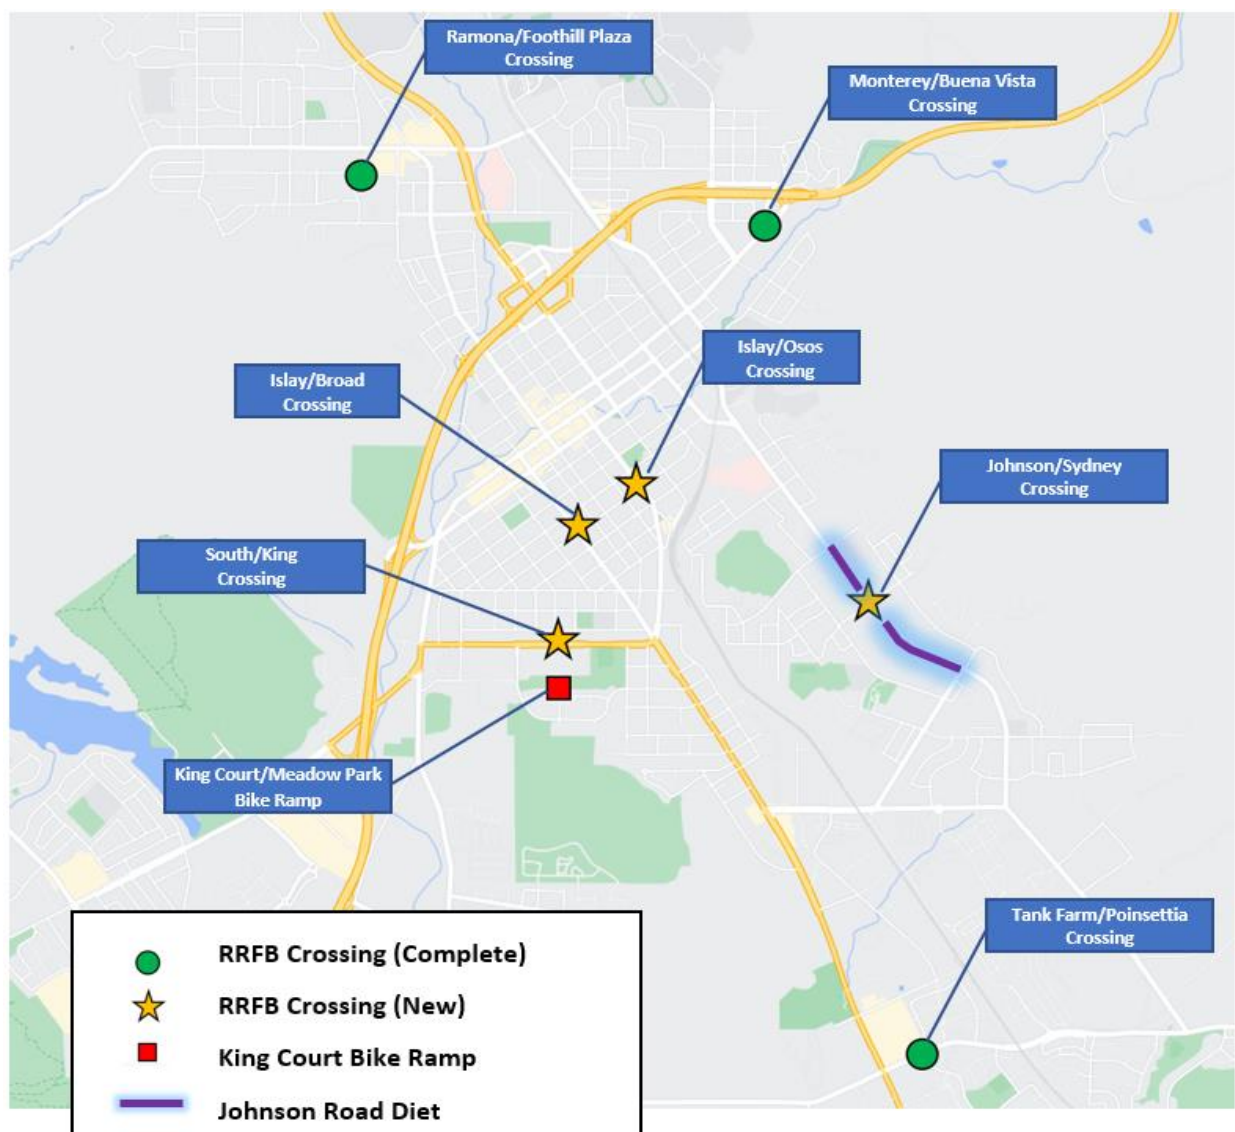 Ramona/Foothill Plaza
Crossing
Monterey/Buena Vista
Crossing
Islay/Osos
Crossing
Islay/Broad
Crossing
Johnson/Sydney
Crossing
South/King
Crossing
King Court/Meadow Park
Bike Ramp
Tank Farm/Poinsettia
Crossing
RRFB Crossing (Complete)
RRFB Crossing (New)
King Court Bike Ramp
Johnson Road Diet